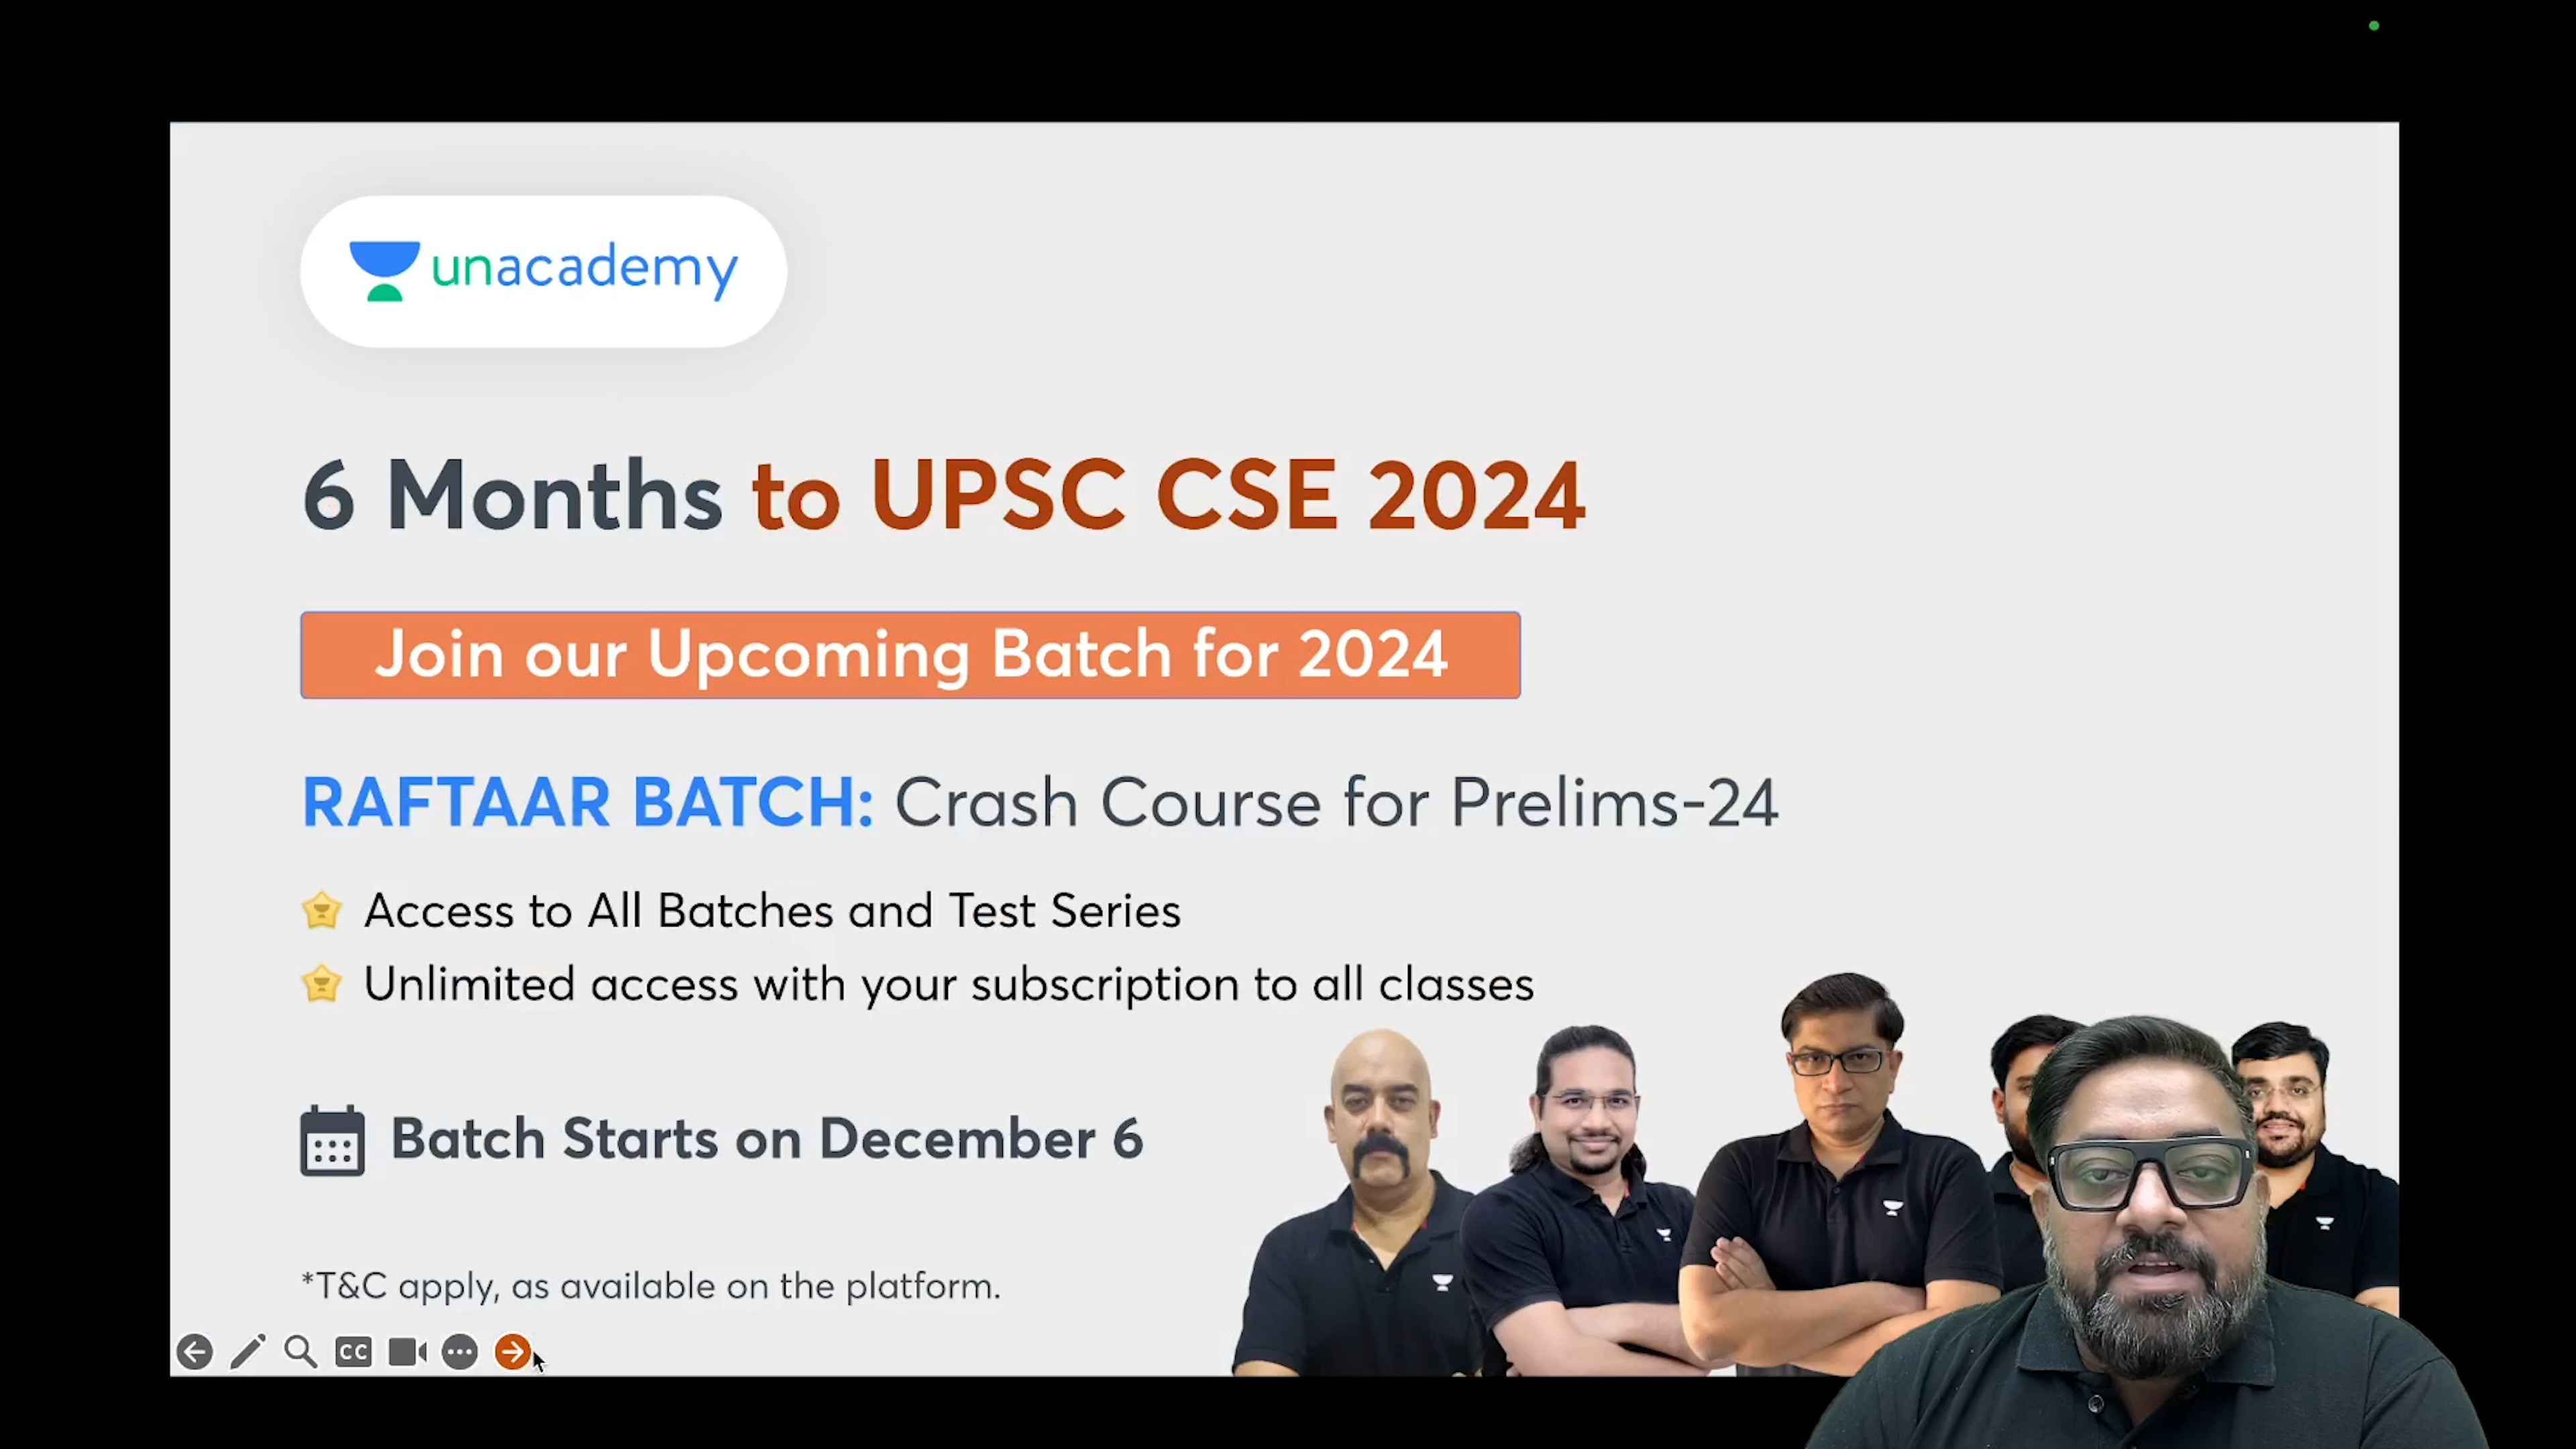 unacademy
6 Months to UPSC CSE 2024
Join our Upcoming Batch for 2024
RAFTAAR BATCH: Crash Course for Prelims-24
Access to All Batches and Test Series
Unlimited access with your subscription to all classes
Batch Starts on December 6
*T&C apply, as available on the platform.
CC